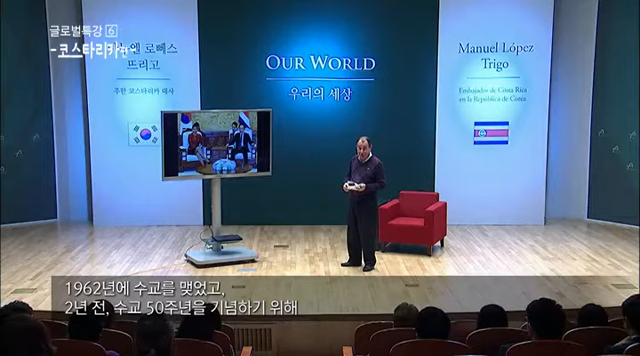 글로벌특강 6
-코스타리카편-
엘 로뻬스
뜨리고
주한 코스타리카 대사
OUR WORLD
우리의 세상
Manuel López
Trigo
Embajador de Costa Rica
en la República de Corea
1962년에 수교를 맺었고,
2년 전, 수교 50주년을 기념하기 위해